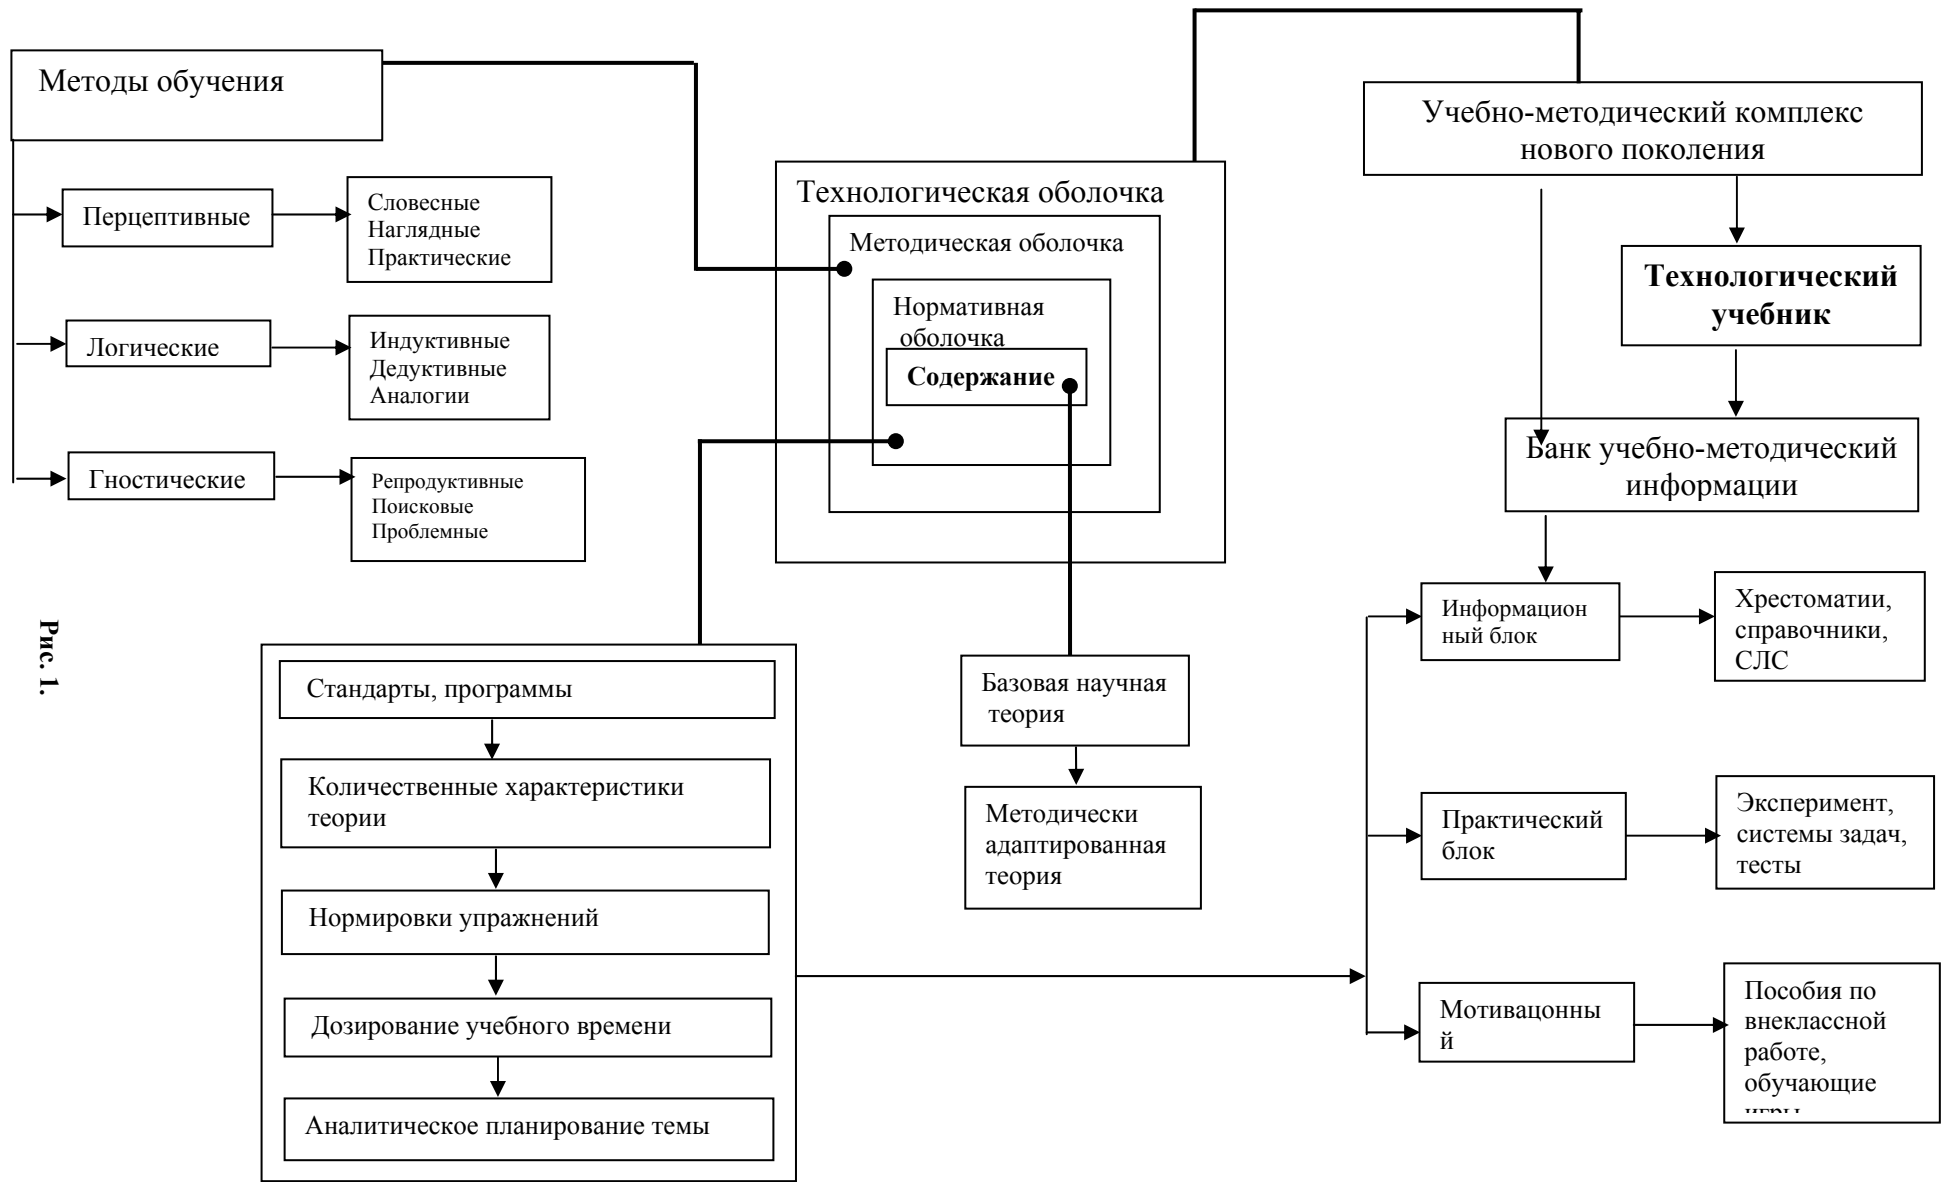 Методы обучения
Перцептивные
Словесные
Наглядные
Практические
Логические
Индуктивные
Дедуктивные
Аналогии
Гностические
Репродуктивные
Поисковые
Проблемные
Технологическая оболочка
Методическая оболочка
Нормативная
оболочка
Содержание
Учебно-методический комплекс
нового поколения
Технологический
учебник
Банк учебно-методический
информации
Информацион
ный блок
Хрестоматии,
справочники,
СЛС
Практический
блок
Эксперимент,
системы задач,
тесты
Мотивацонны
й
Пособия по
внеклассной
работе,
обучающие
игры
Базовая научная
теория
Методически
адаптированная
теория
Стандарты, программы
Количественные характеристики
теории
Нормировки упражнений
Дозирование учебного времени
Аналитическое планирование темы
Рис. 1.